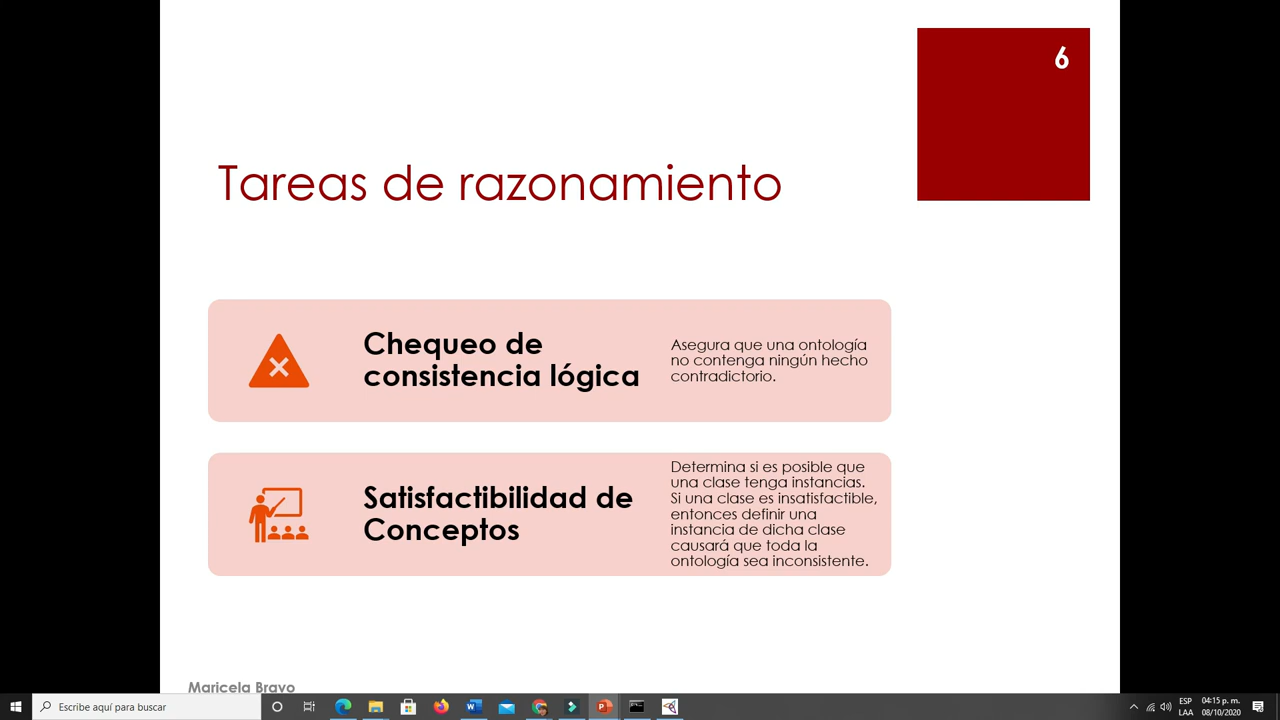 6
Tareas de razonamiento
Chequeo de
consistencia lógica
Asegura que una ontología
no contenga ningún hecho
contradictorio.
Satisfactibilidad de
Conceptos
Determina si es posible que
una clase tenga instancias.
Si una clase es insatisfactible,
entonces definir una
instancia de dicha clase
causará que toda la
ontología sea inconsistente.
Maricela Bravo
Escribe aquí para buscar
ESP
LAA
04:15 p. m.
08/10/2020